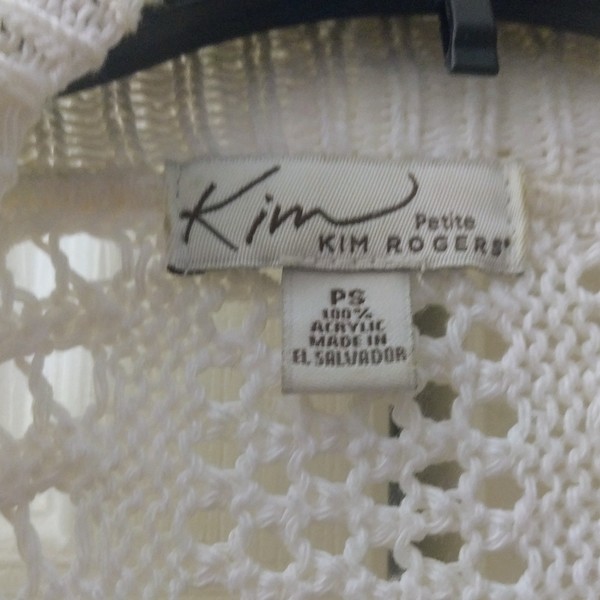 Kim
Petite
KIM ROGERS®
PS
100%
ACRYLIC
MADE IN
EL SALVADOR